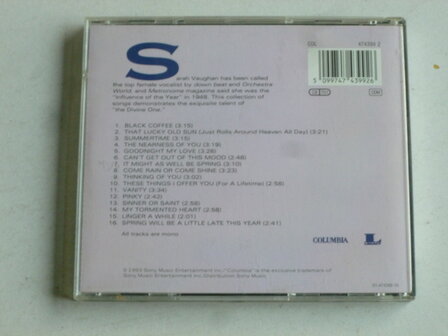 COL 474399 2
5 099747 439926
Sarah Vaughan has been called
the top female vocalist by down beat and Orchestra
World, and Metronome magazine said she was the
"Influence of the Year" in 1948. This collection of
songs demonstrates the exquisite talent of
"the Divine One."
1. BLACK COFFEE (3:15)
2. THAT LUCKY OLD SUN (Just Rolls Around Heaven All Day) (3:21)
3. SUMMERTIME (3:15)
4. THE NEARNESS OF YOU (3:19)
5. GOODNIGHT MY LOVE (3:28)
6. CAN'T GET OUT OF THIS MOOD (2:48)
7. IT MIGHT AS WELL BE SPRING (3:10)
8. COME RAIN OR COME SHINE (3:23)
9. THINKING OF YOU (3:02)
10. THESE THINGS I OFFER YOU (For A Lifetime) (2:58)
11. VANITY (3:34)
12. PINKY (2:42)
13. SINNER OR SAINT (2:58)
14. MY TORMENTED HEART (2:58)
15. LINGER A WHILE (2:01)
16. SPRING WILL BE A LITTLE LATE THIS YEAR (2:41)
All tracks are mono
COLUMBIA
© 1993 Sony Music Entertainment Inc./"Columbia" is the exclusive trademark of
Sony Music Entertainment Inc./Distribution Sony Music.